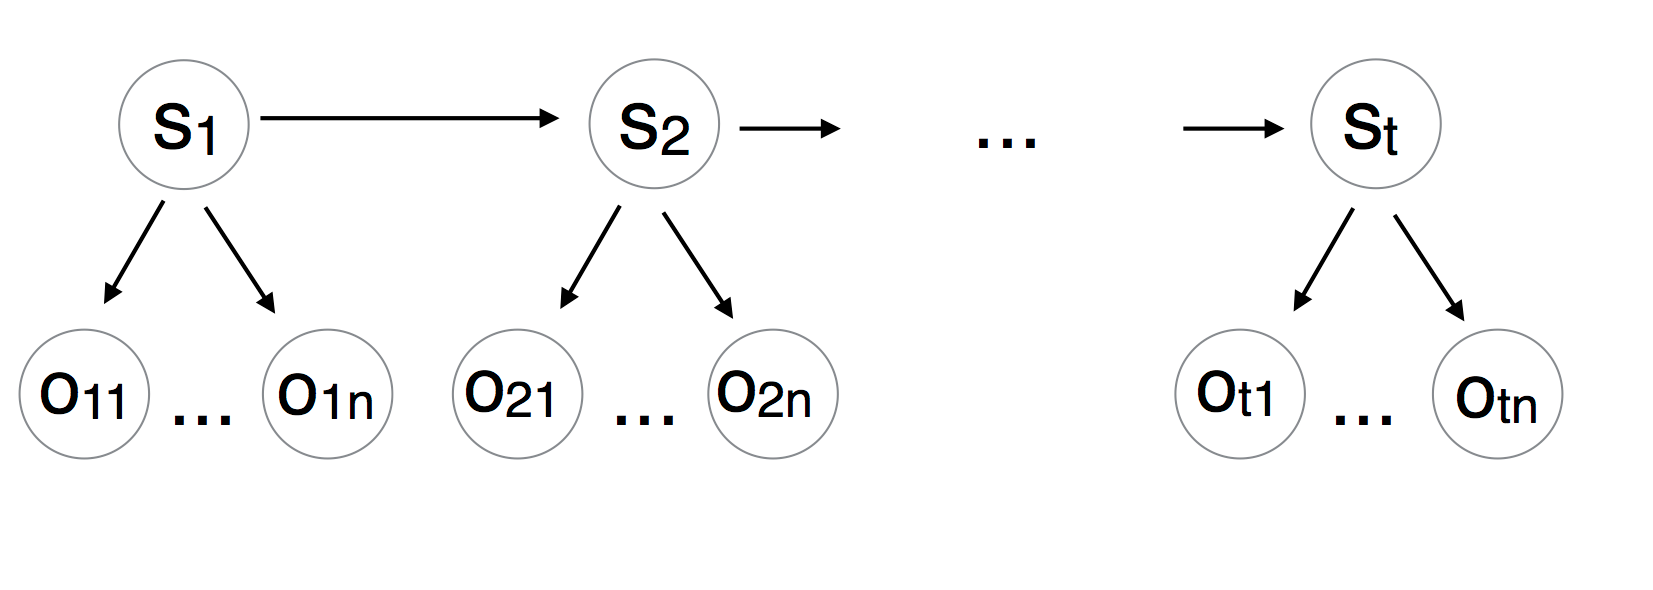 S1 S2 ... St
O11 ... O1n O21 ... O2n Ot1 ... Otn